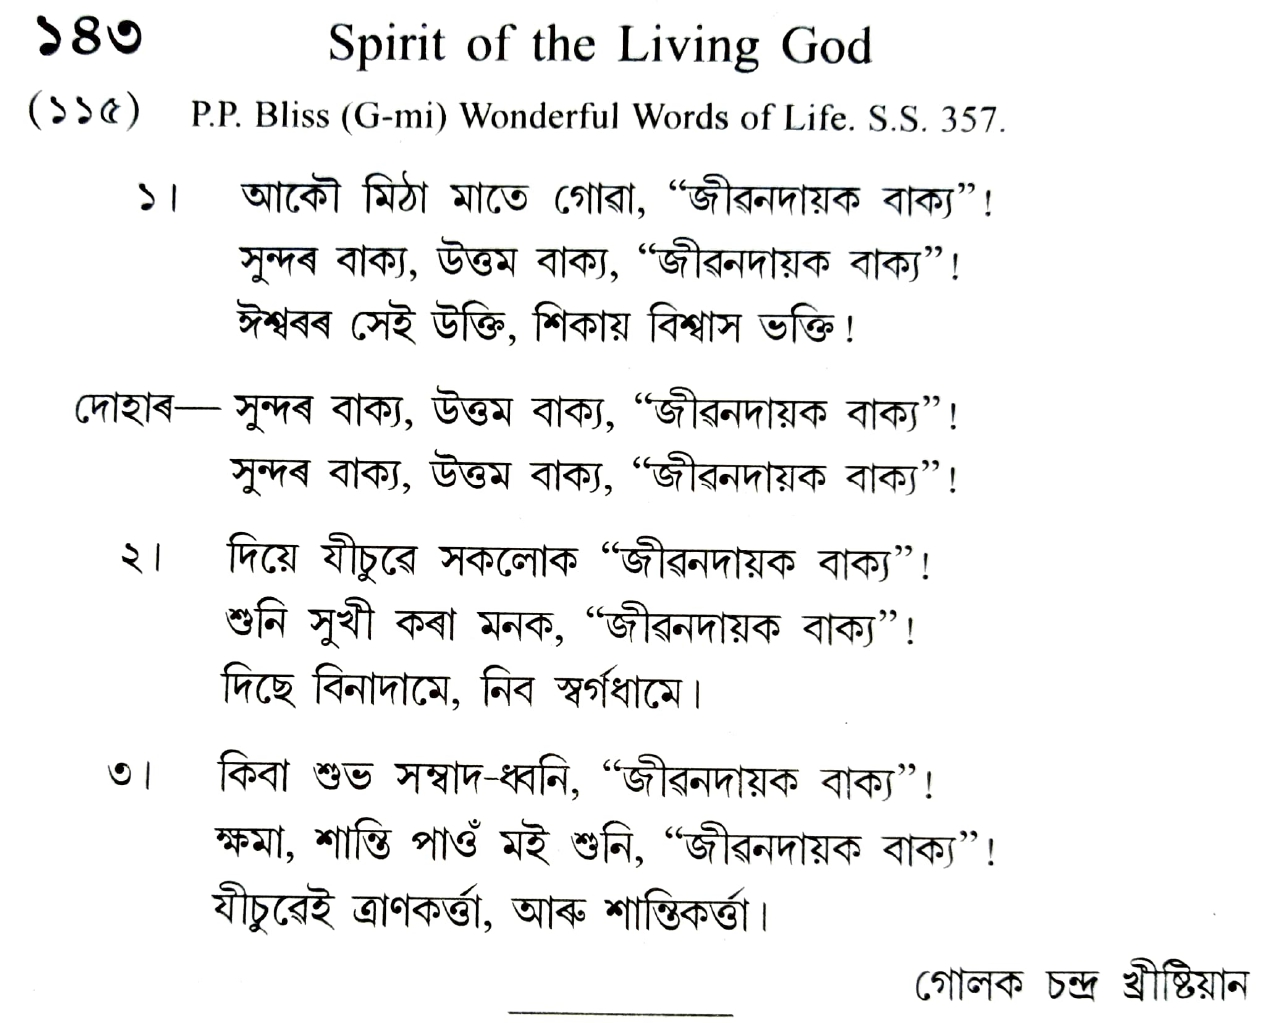 ১৪৩ Spirit of the Living God
(১১৫) P.P. Bliss (G-mi) Wonderful Words of Life. S.S. 357.
১। আকৌ মিঠা মাতে গোৱা, “জীৱনদায়ক বাক্য”!
সুন্দৰ বাক্য, উত্তম বাক্য, “জীৱনদায়ক বাক্য”!
ঈশ্বৰৰ সেই উক্তি, শিকায় বিশ্বাস ভক্তি!
দোহাৰ— সুন্দৰ বাক্য, উত্তম বাক্য, “জীৱনদায়ক বাক্য”!
সুন্দৰ বাক্য, উত্তম বাক্য, “জীৱনদায়ক বাক্য”!
২। দিয়ে যীচুৱে সকলোক “জীৱনদায়ক বাক্য”!
শুনি সুখী কৰা মনক, “জীৱনদায়ক বাক্য”!
দিছে বিনাদামে, নিব স্বৰ্গধামে।
৩। কিবা শুভ সম্বাদ-ধ্বনি, “জীৱনদায়ক বাক্য”!
ক্ষমা, শান্তি পাওঁ মই শুনি, “জীৱনদায়ক বাক্য”!
যীচুৱেই ত্ৰাণকৰ্ত্তা, আৰু শান্তিকৰ্ত্তা।
গোলক চন্দ্ৰ খ্ৰীষ্টিয়ান